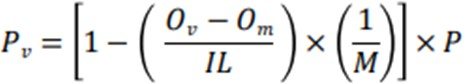 P_v = [1 − ( (O_v − O_m) / IL ) × ( 1 / M )] × P